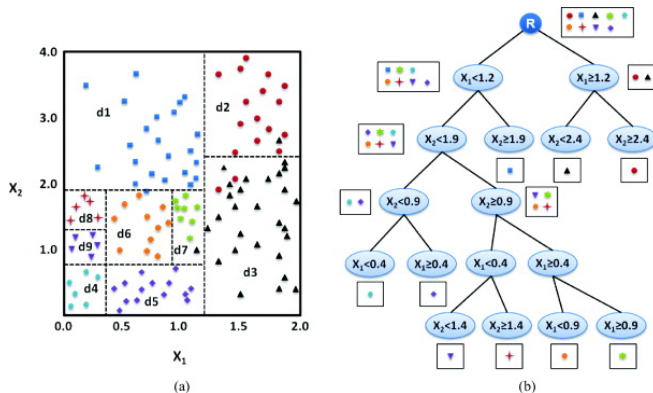 4.0
3.0
X2
2.0
1.0
0.0 0.5 1.0 1.5 2.0
X1
d1
d2
d8
d9
d6
d7
d3
d4
d5
(a)
R
X1<1.2
X1≥1.2
X2<1.9
X2≥1.9
X2<2.4
X2≥2.4
X2<0.9
X2≥0.9
X1<0.4
X1≥0.4
X1<0.4
X1≥0.4
X2<1.4
X2≥1.4
X1<0.9
X1≥0.9
(b)